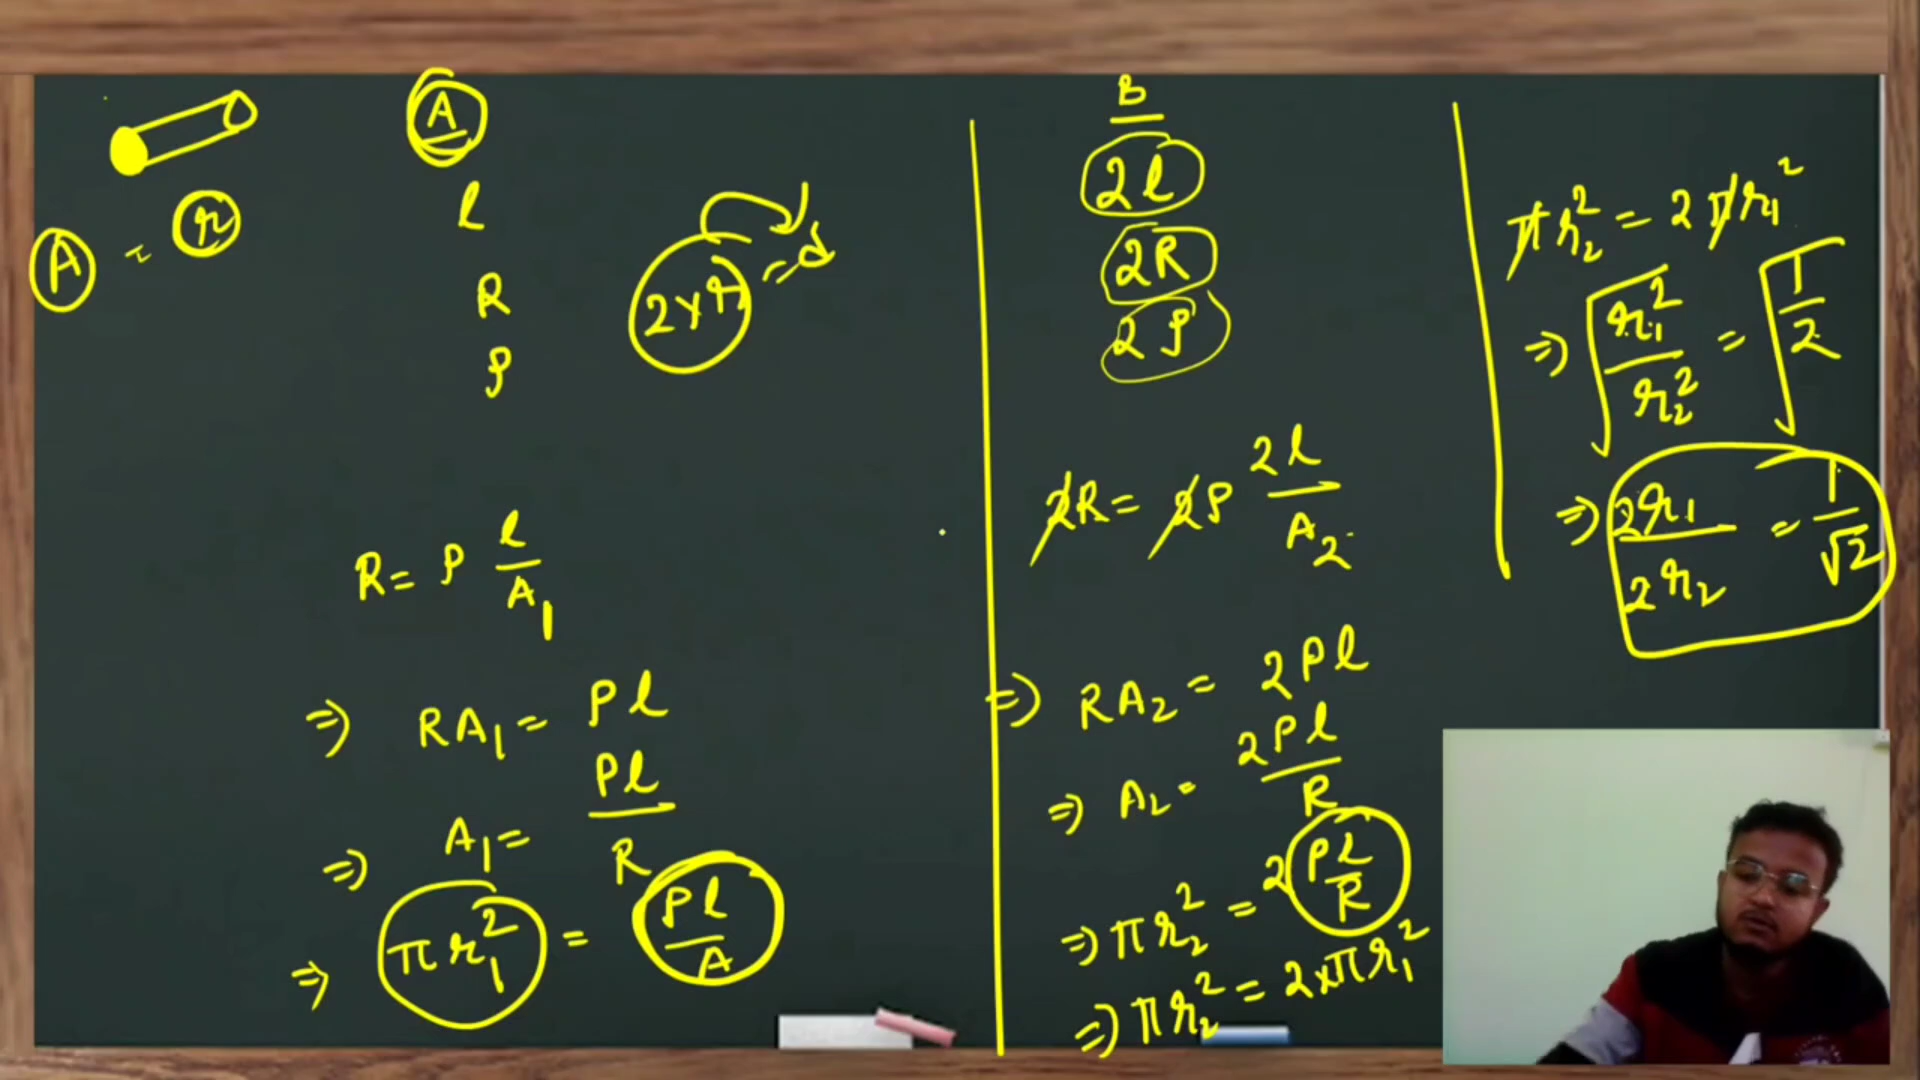 A
l
R
ρ
A = r
2×r = d
R = ρ l/A₁
⇒ RA₁ = ρl
⇒ A₁ = ρl/R
⇒ πr₁² = ρl/A
B
2l
2R
2ρ
2R = 2ρ 2l/A₂
⇒ RA₂ = 2ρl
⇒ A₂ = 2ρl/R
⇒ πr₂² = 2 ρl/R
⇒ πr₂² = 2×πr₁²
πr₂² = 2πr₁²
⇒ √(r₁²/r₂²) = √(1/2)
⇒ 2r₁/2r₂ = 1/√2